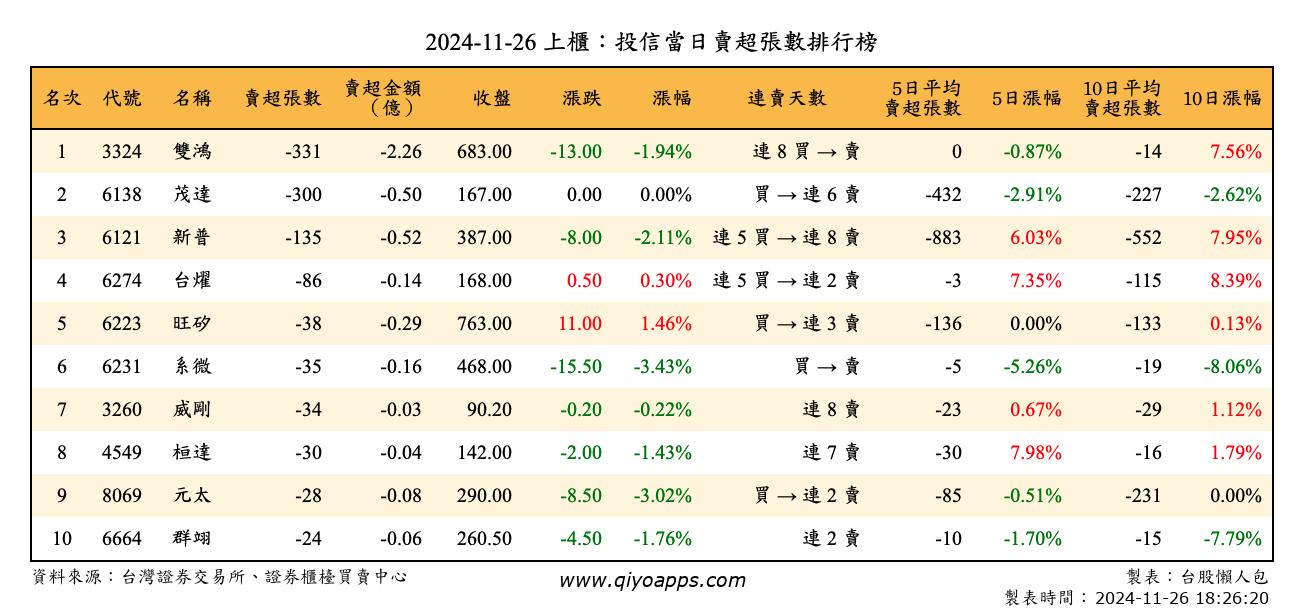 2024-11-26 上櫃：投信當日賣超張數排行榜
名次 代號 名稱 賣超張數 賣超金額（億） 收盤 漲跌 漲幅 連賣天數 5日平均賣超張數 5日漲幅 10日平均賣超張數 10日漲幅
1 3324 雙鴻 -331 -2.26 683.00 -13.00 -1.94% 連 8 買 → 賣 0 -0.87% -14 7.56%
2 6138 茂達 -300 -0.50 167.00 0.00 0.00% 買 → 連 6 賣 -432 -2.91% -227 -2.62%
3 6121 新普 -135 -0.52 387.00 -8.00 -2.11% 連 5 買 → 連 8 賣 -883 6.03% -552 7.95%
4 6274 台燿 -86 -0.14 168.00 0.50 0.30% 連 5 買 → 連 2 賣 -3 7.35% -115 8.39%
5 6223 旺矽 -38 -0.29 763.00 11.00 1.46% 買 → 連 3 賣 -136 0.00% -133 0.13%
6 6231 系微 -35 -0.16 468.00 -15.50 -3.43% 買 → 賣 -5 -5.26% -19 -8.06%
7 3260 威剛 -34 -0.03 90.20 -0.20 -0.22% 連 8 賣 -23 0.67% -29 1.12%
8 4549 桓達 -30 -0.04 142.00 -2.00 -1.43% 連 7 賣 -30 7.98% -16 1.79%
9 8069 元太 -28 -0.08 290.00 -8.50 -3.02% 買 → 連 2 賣 -85 -0.51% -231 0.00%
10 6664 群翊 -24 -0.06 260.50 -4.50 -1.76% 連 2 賣 -10 -1.70% -15 -7.79%
資料來源：台灣證券交易所、證券櫃檯買賣中心 www.qiyoapps.com 製表：台股懶人包
製表時間： 2024-11-26 18:26:20